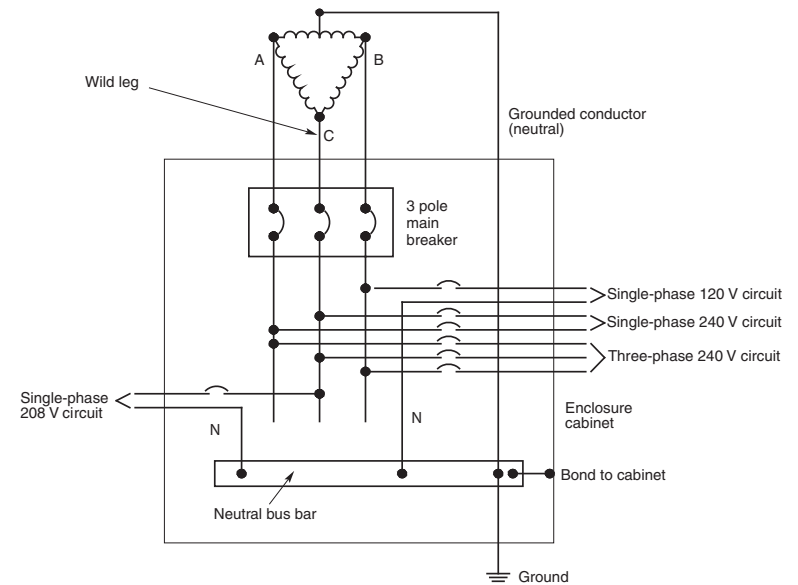 A
B
Wild leg
C
Grounded conductor
(neutral)
3 pole
main
breaker
Single-phase 120 V circuit
Single-phase 240 V circuit
Three-phase 240 V circuit
Single-phase
208 V circuit
N
N
Enclosure
cabinet
Bond to cabinet
Neutral bus bar
Ground